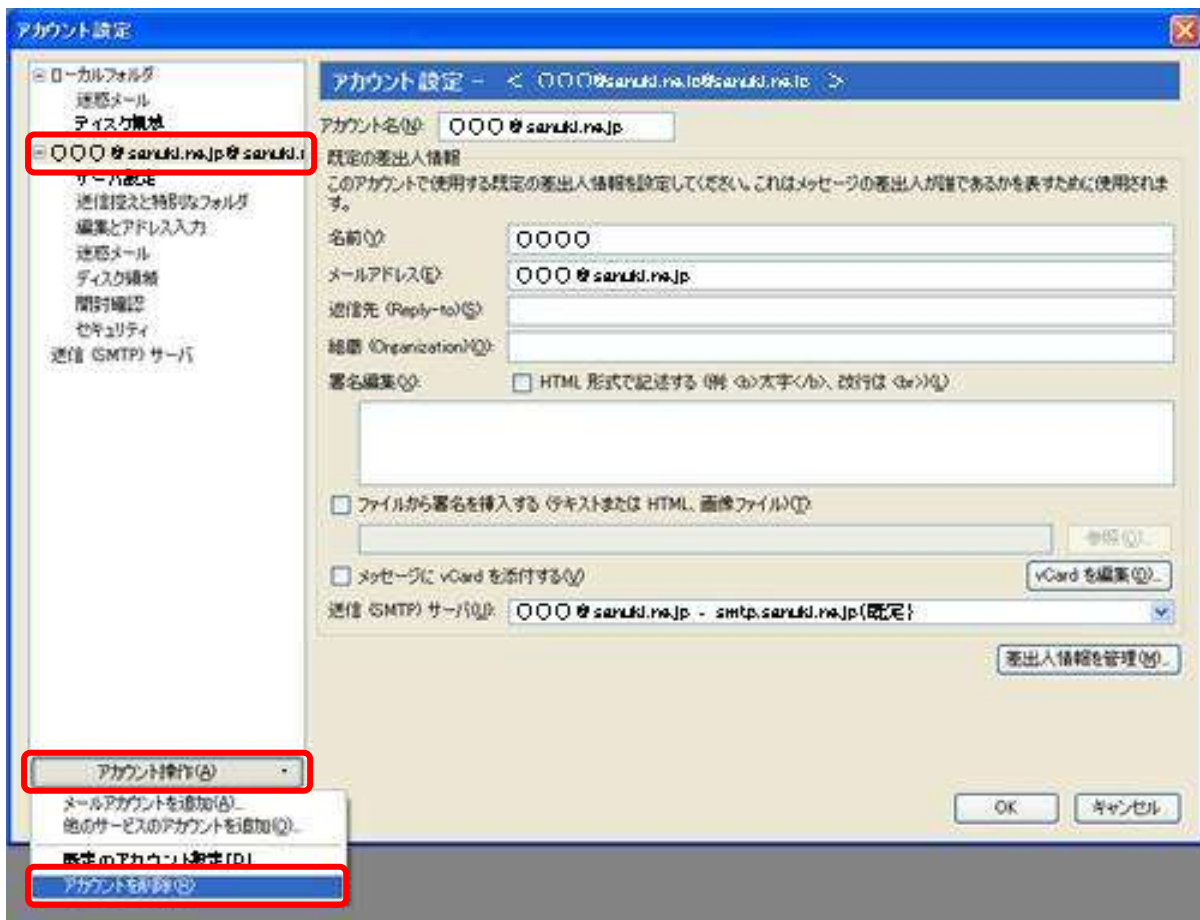 アカウント設定
ローカルフォルダ
迷惑メール
ディスク領域
〇〇〇@sanuki.ne.jp@sanuki.
サーバ設定
送信控えと特別なフォルダ
編集とアドレス入力
迷惑メール
ディスク領域
開封確認
セキュリティ
送信 (SMTP) サーバ
アカウント操作(A)
メールアカウントを追加(A)...
他のサービスのアカウントを追加(O)...
既定のアカウントに設定(D)
アカウントを削除(R)
アカウント設定 - < 〇〇〇@sanuki.ne.jp@sanuki.ne.jp >
アカウント名(N): 〇〇〇@sanuki.ne.jp
既定の差出人情報
このアカウントで使用する既定の差出人情報を設定してください。これはメッセージの差出人が誰であるかを表すために使用されま
す。
名前(Y): 〇〇〇〇
メールアドレス(E): 〇〇〇@sanuki.ne.jp
返信先 (Reply-to)(S):
組織 (Organization)(O):
署名編集(X): HTML 形式で記述する (例: <b>太字</b>、改行は <br>)(L)
ファイルから署名を挿入する (テキストまたは HTML、画像ファイル)(T):
参照(C)...
メッセージに vCard を添付する(V)
vCard を編集(D)...
送信 (SMTP) サーバ(U): 〇〇〇@sanuki.ne.jp - smtp.sanuki.ne.jp(既定)
差出人情報を管理(M)...
OK
キャンセル